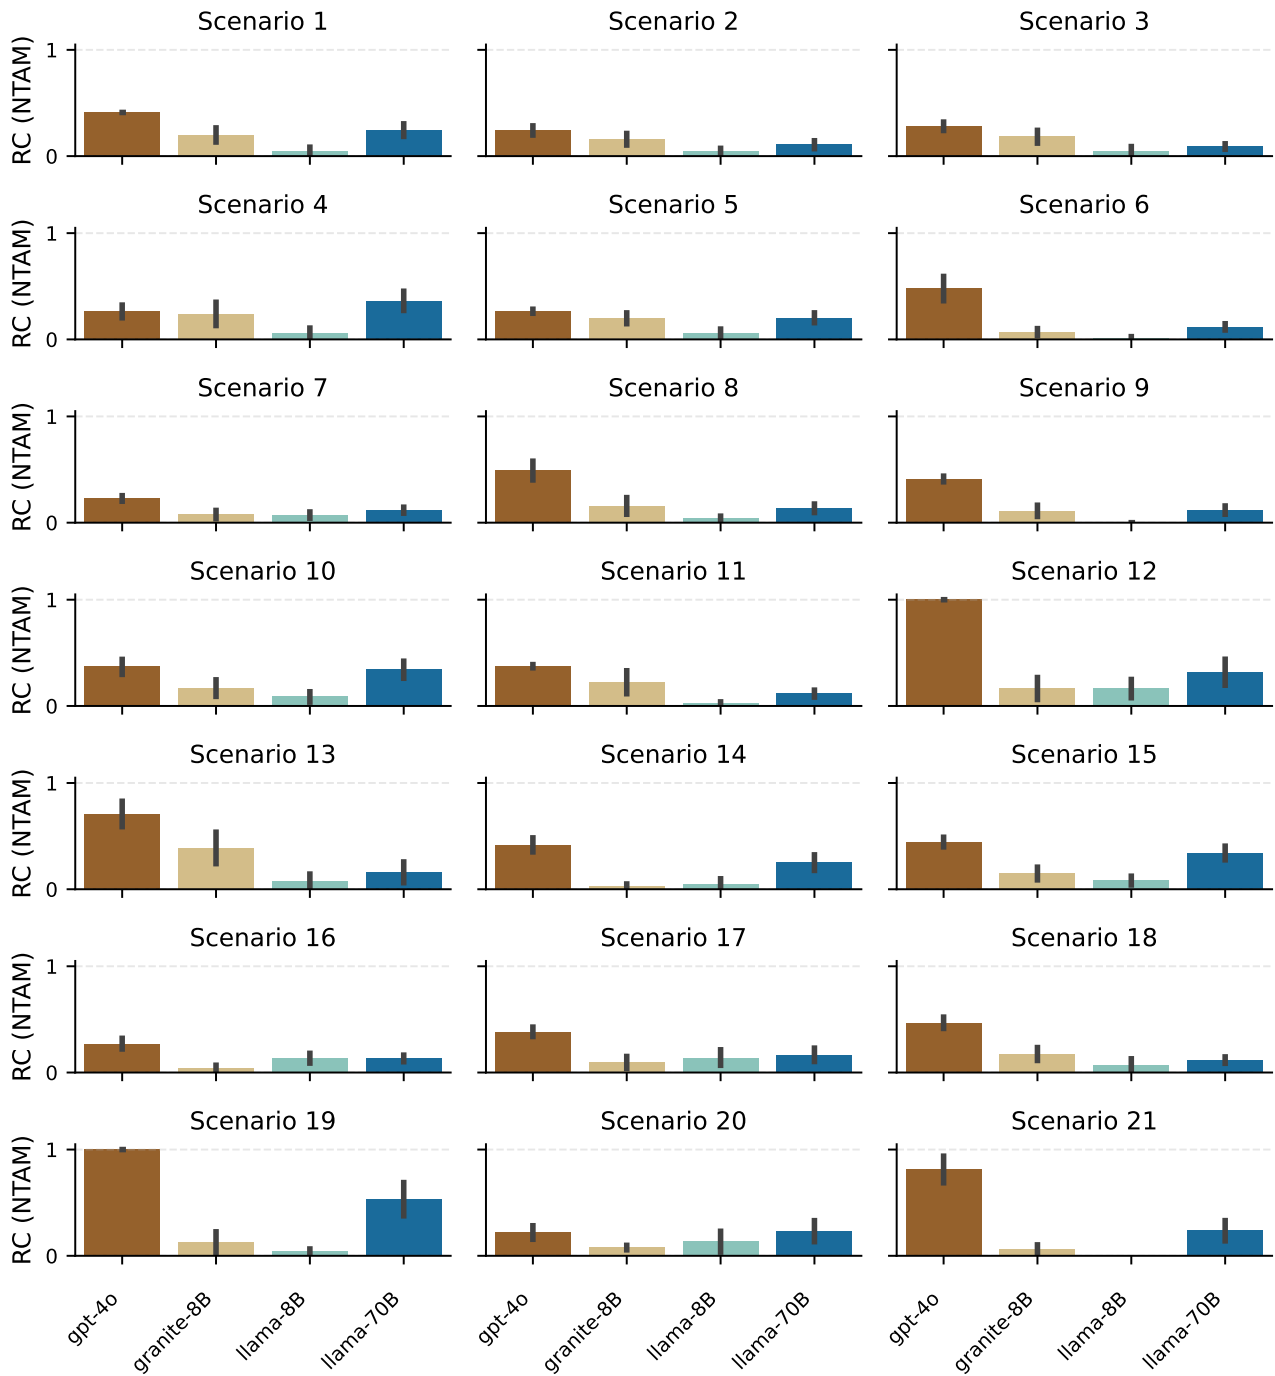 Scenario 1
Scenario 2
Scenario 3
RC (NTAM)
1
0
Scenario 4
Scenario 5
Scenario 6
RC (NTAM)
1
0
Scenario 7
Scenario 8
Scenario 9
RC (NTAM)
1
0
Scenario 10
Scenario 11
Scenario 12
RC (NTAM)
1
0
Scenario 13
Scenario 14
Scenario 15
RC (NTAM)
1
0
Scenario 16
Scenario 17
Scenario 18
RC (NTAM)
1
0
Scenario 19
Scenario 20
Scenario 21
RC (NTAM)
1
0
gpt-4o
granite-8B
llama-8B
llama-70B
gpt-4o
granite-8B
llama-8B
llama-70B
gpt-4o
granite-8B
llama-8B
llama-70B